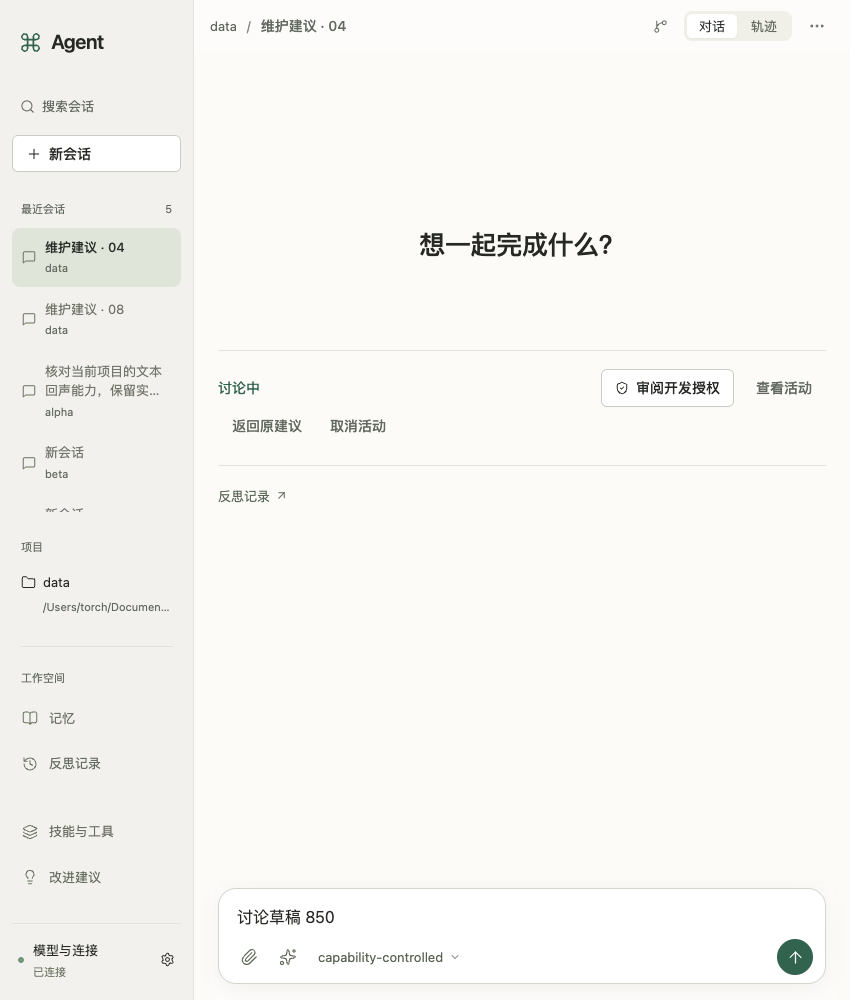 Agent
搜索会话
新会话
最近会话 5
维护建议 · 04
data
维护建议 · 08
data
核对当前项目的文本
回声能力，保留实...
alpha
新会话
beta
项目
data
/Users/torch/Documen...
工作空间
记忆
反思记录
技能与工具
改进建议
模型与连接
已连接
data / 维护建议 · 04
对话 轨迹
想一起完成什么?
讨论中 审阅开发授权 查看活动
返回原建议 取消活动
反思记录
讨论草稿 850
capability-controlled